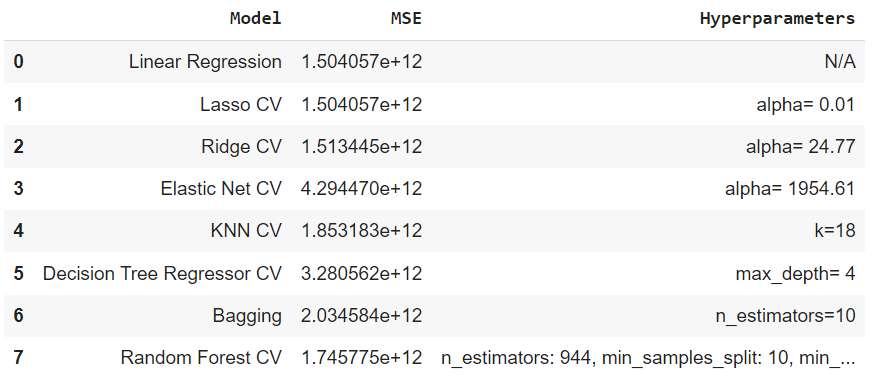 Model MSE Hyperparameters
0 Linear Regression 1.504057e+12 N/A
1 Lasso CV 1.504057e+12 alpha= 0.01
2 Ridge CV 1.513445e+12 alpha= 24.77
3 Elastic Net CV 4.294470e+12 alpha= 1954.61
4 KNN CV 1.853183e+12 k=18
5 Decision Tree Regressor CV 3.280562e+12 max_depth= 4
6 Bagging 2.034584e+12 n_estimators=10
7 Random Forest CV 1.745775e+12 n_estimators: 944, min_samples_split: 10, min_...